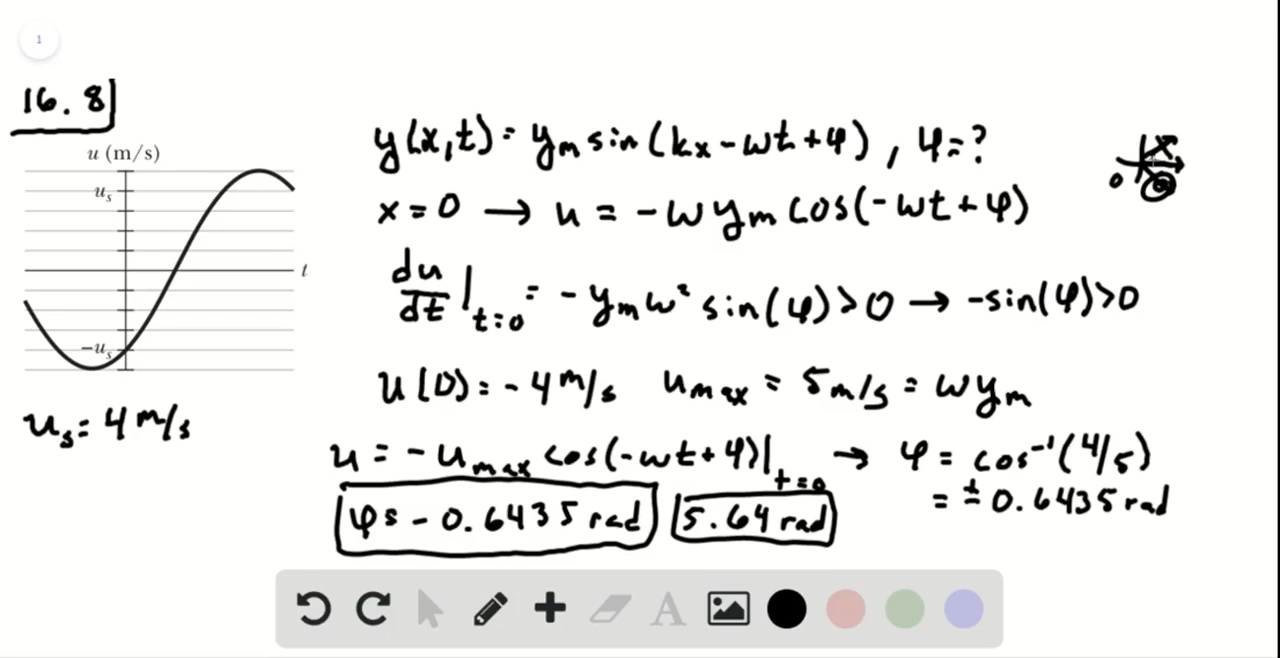 1
16.8
u (m/s)
u_s
t
-u_s
u_s = 4 m/s
y(x,t) = y_m sin(kx - ωt + φ), φ = ?
x = 0 → u = -ω y_m cos(-ωt + φ)
du/dt |_{t=0} = - y_m ω² sin(φ) > 0 → -sin(φ) > 0
u(0) = -4 m/s   u_max = 5 m/s = ω y_m
u = - u_max cos(-ωt + φ)|_{t=0} → φ = cos⁻¹(4/5)
= ± 0.6435 rad
φ = - 0.6435 rad   5.64 rad
A